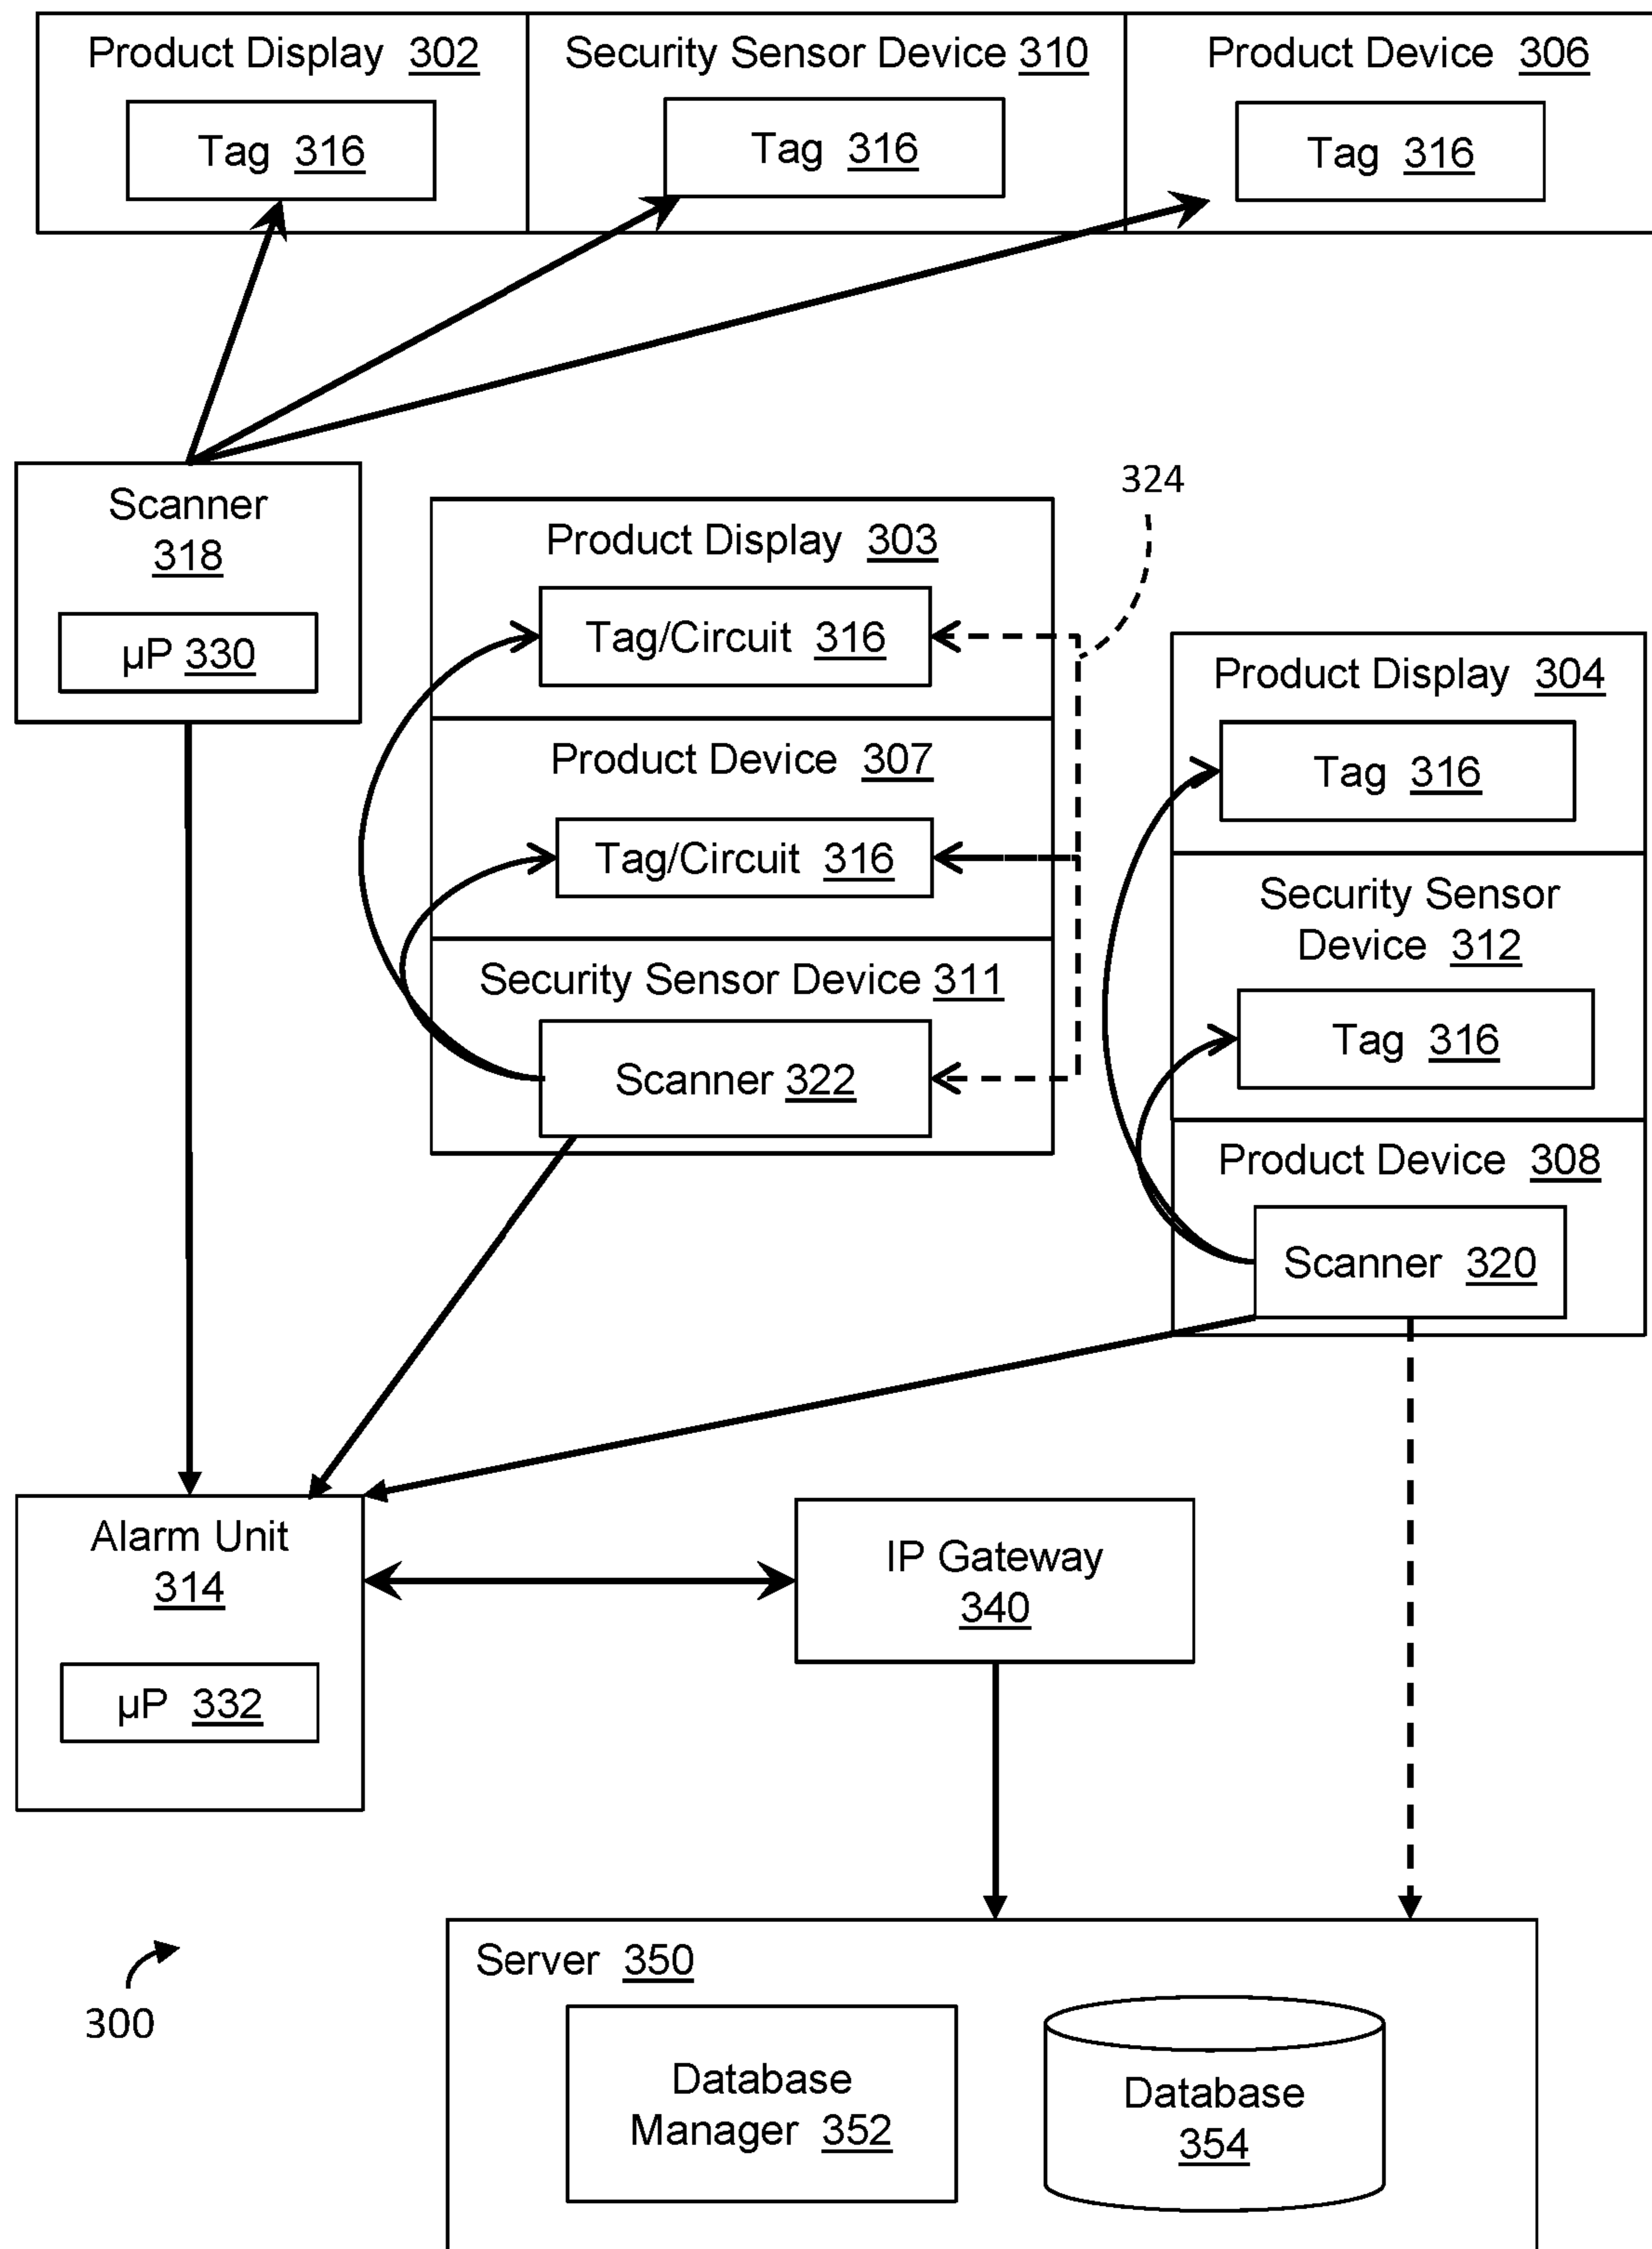 Product Display 302
Security Sensor Device 310
Product Device 306
Tag 316
Tag 316
Tag 316
Scanner
318
µP 330
324
Product Display 303
Tag/Circuit 316
Product Device 307
Tag/Circuit 316
Security Sensor Device 311
Scanner 322
Product Display 304
Tag 316
Security Sensor
Device 312
Tag 316
Product Device 308
Scanner 320
Alarm Unit
314
µP 332
IP Gateway
340
300
Server 350
Database
Manager 352
Database
354